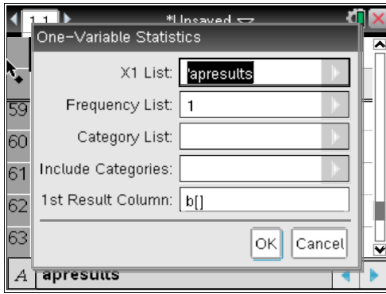 1.1
*Unsaved
One-Variable Statistics
X1 List: 'apresults
Frequency List: 1
Category List:
Include Categories:
1st Result Column: b[]
OK Cancel
59
60
61
62
63
A apresults